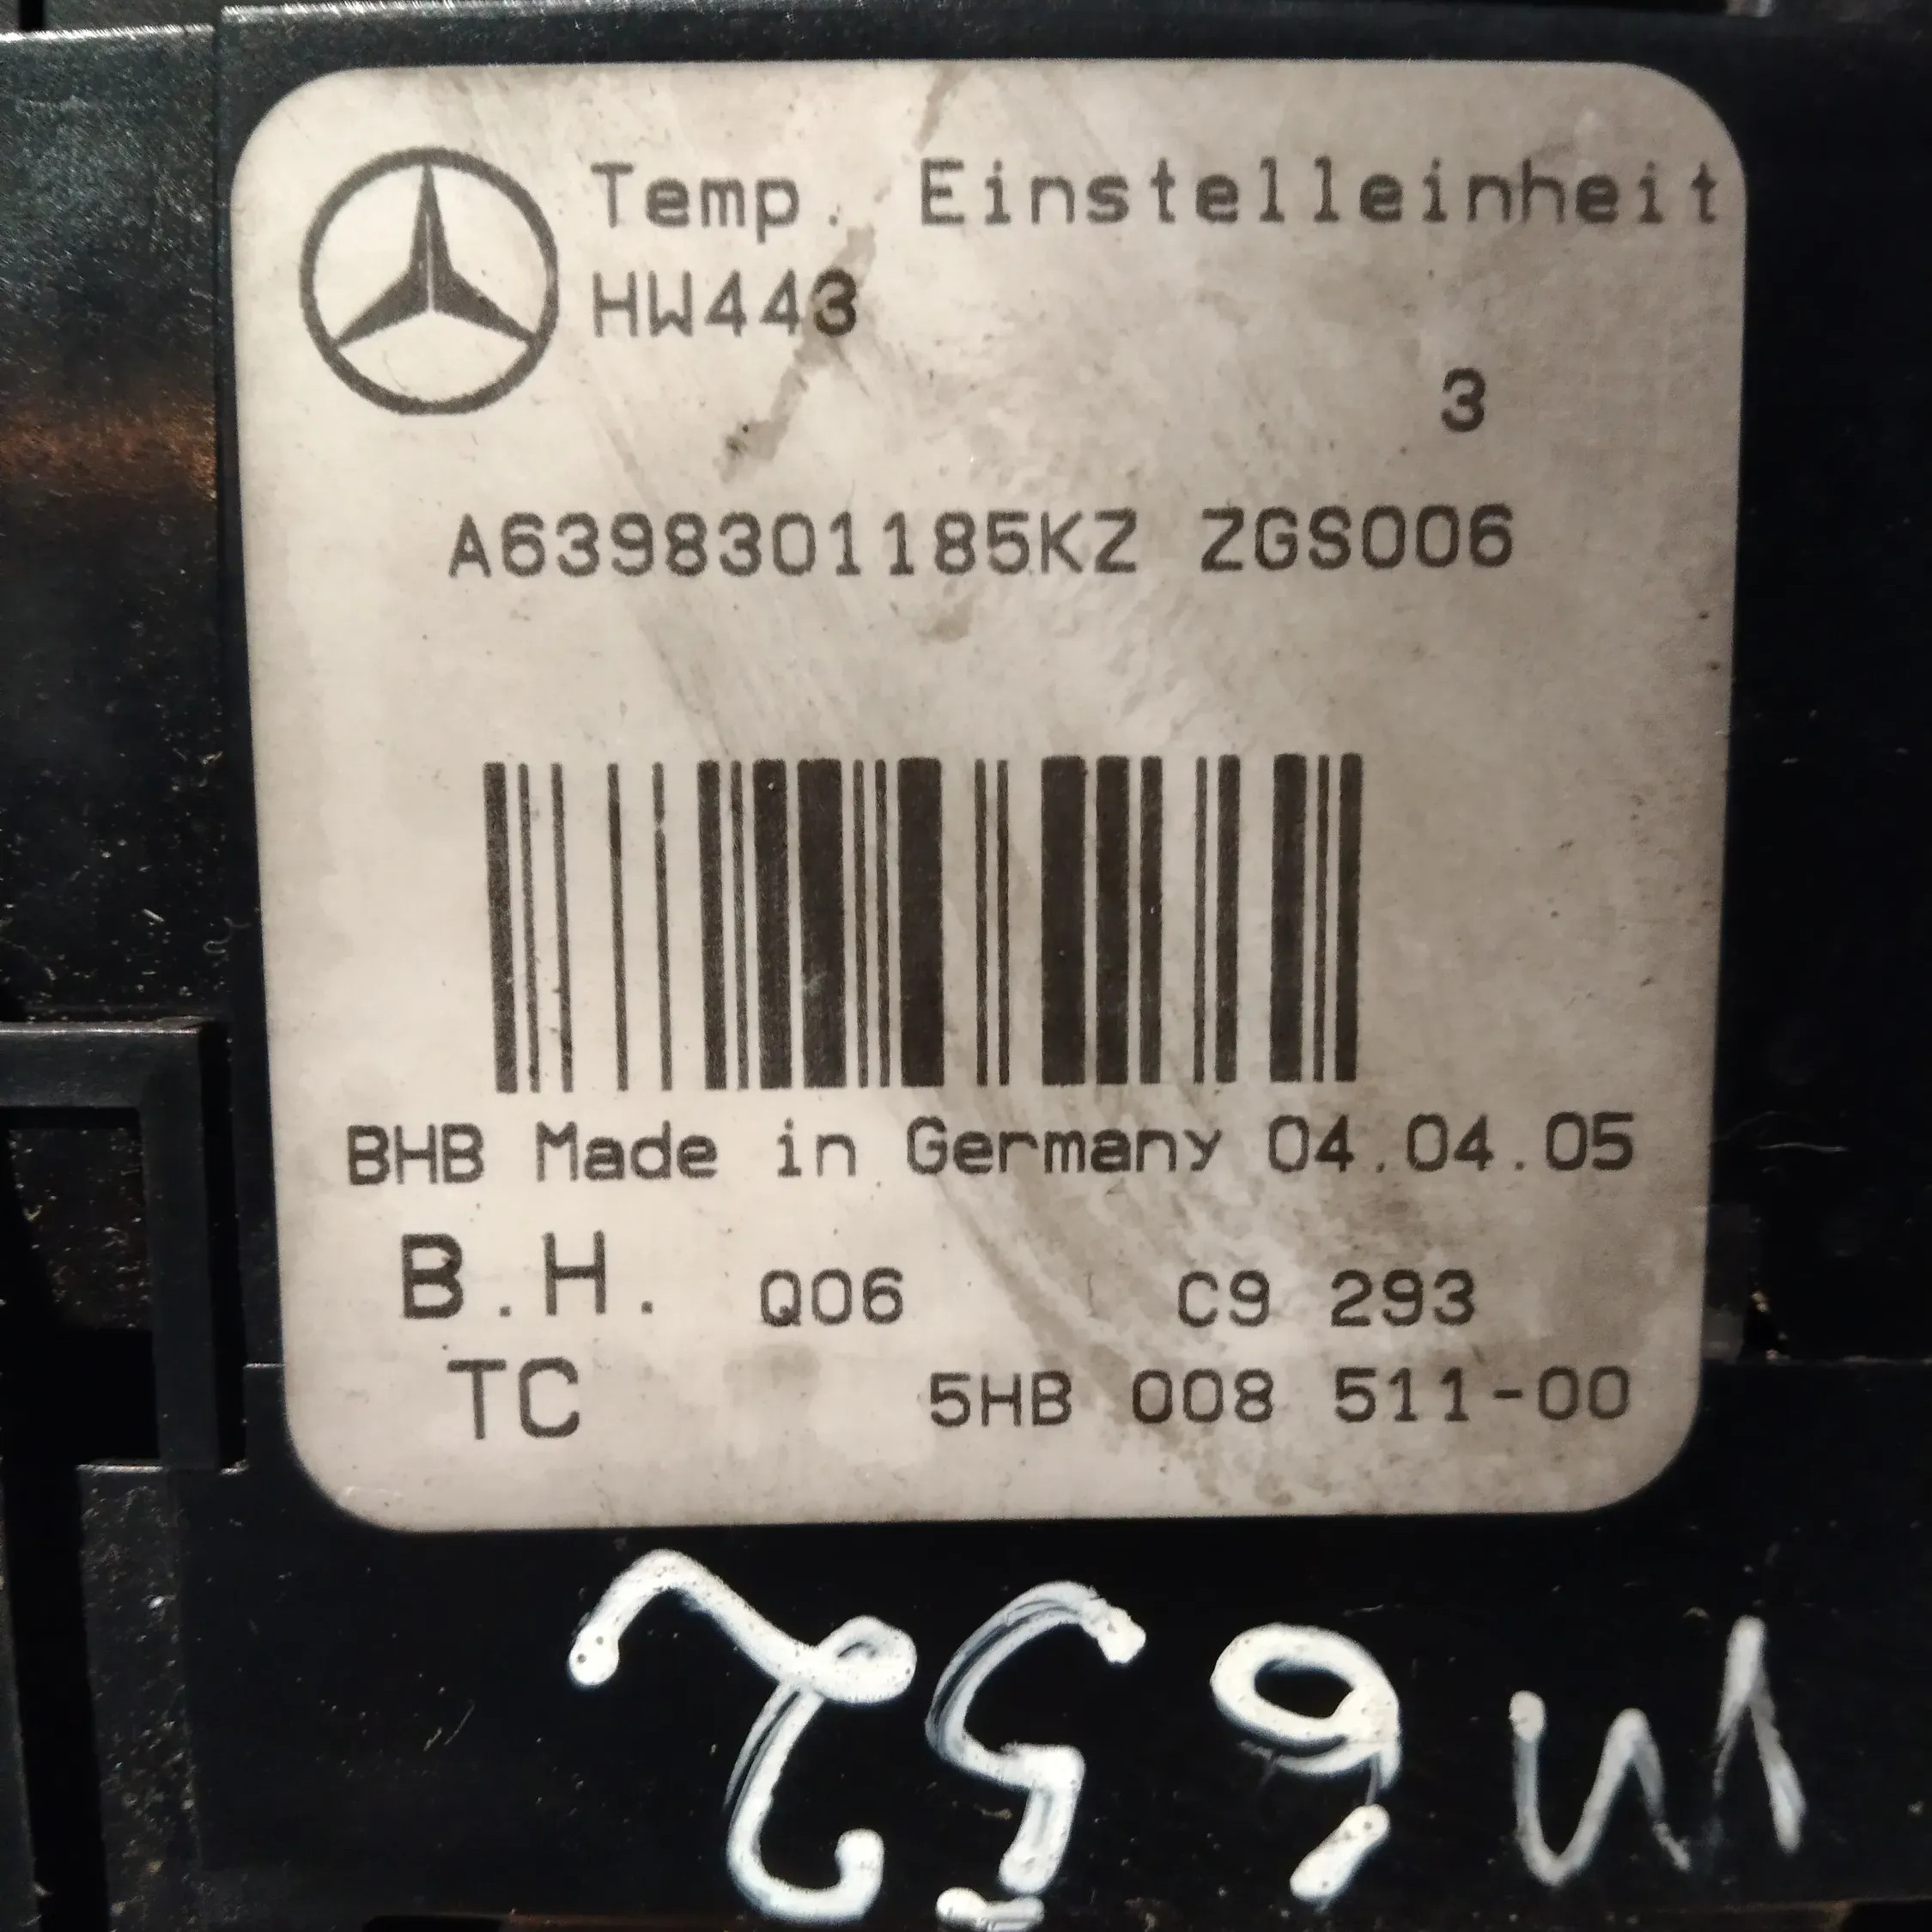 Temp. Einstelleinheit
HW443
3
A6398301185KZ ZGS006
BHB Made in Germany 04.04.05
B.H. Q06 C9 293
TC 5HB 008 511-00
652